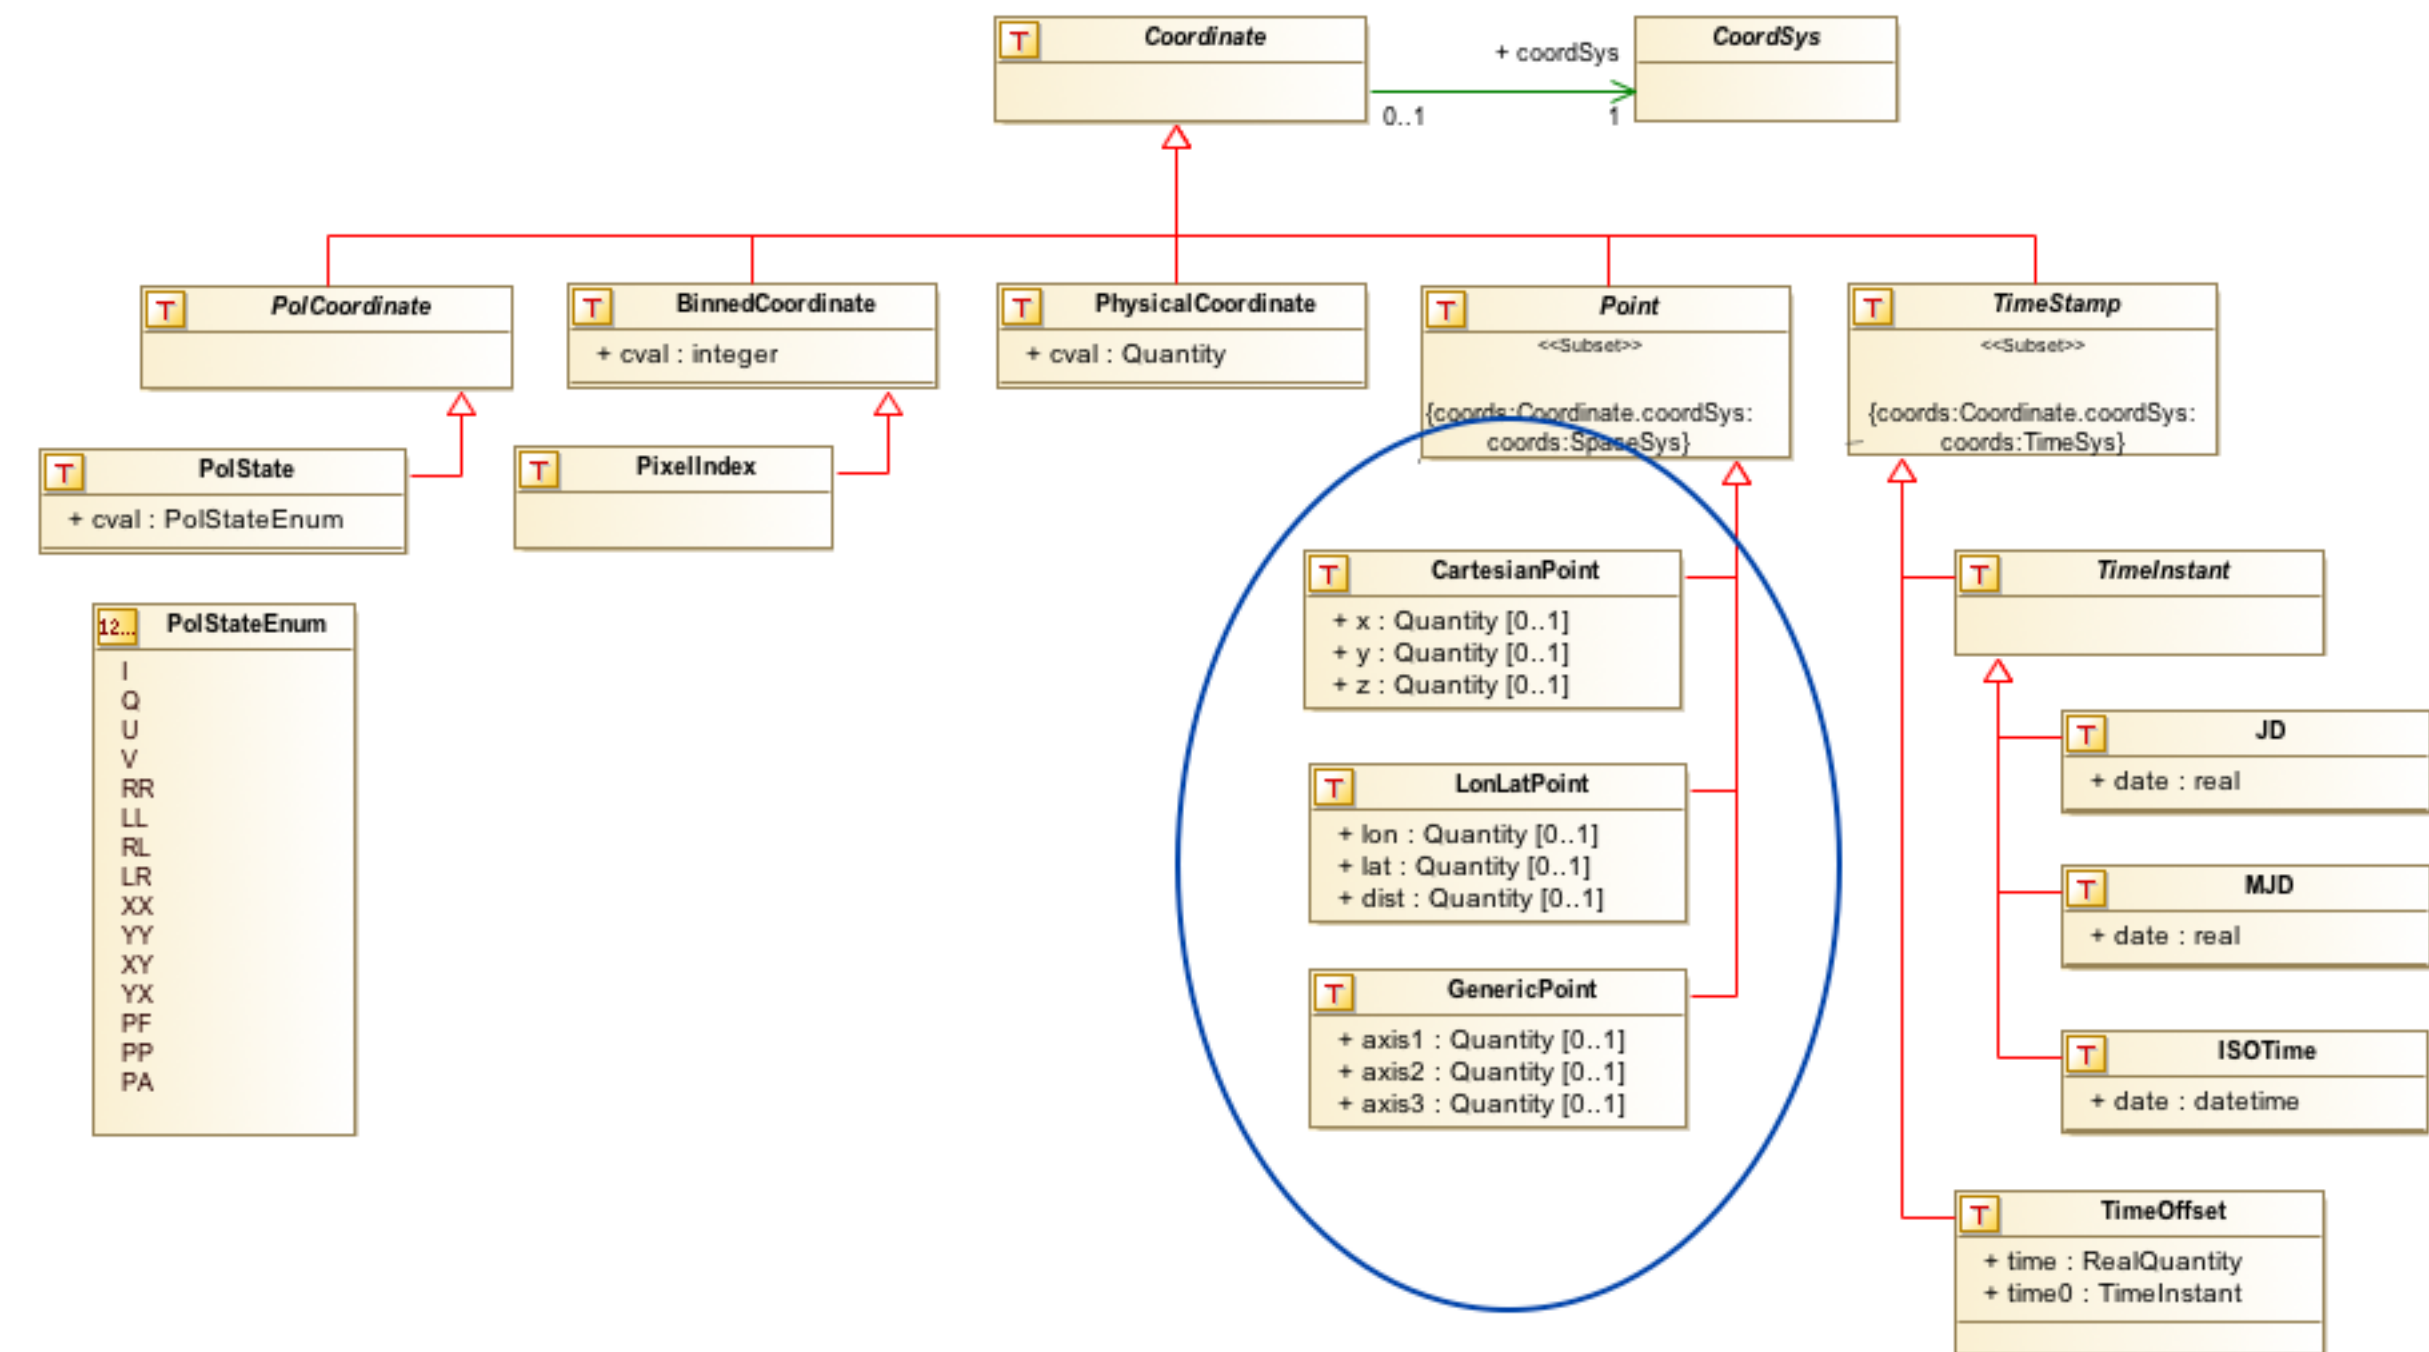 T
Coordinate
+ coordSys
0..1
1
CoordSys
T
PolCoordinate
T
BinnedCoordinate
+ cval : integer
T
PhysicalCoordinate
+ cval : Quantity
T
Point
<<Subset>>
{coords:Coordinate.coordSys:
coords:SpaseSys}
T
TimeStamp
<<Subset>>
{coords:Coordinate.coordSys:
coords:TimeSys}
T
PolState
+ cval : PolStateEnum
T
PixelIndex
12...
PolStateEnum
I
Q
U
V
RR
LL
RL
LR
XX
YY
XY
YX
PF
PP
PA
T
CartesianPoint
+ x : Quantity [0..1]
+ y : Quantity [0..1]
+ z : Quantity [0..1]
T
LonLatPoint
+ lon : Quantity [0..1]
+ lat : Quantity [0..1]
+ dist : Quantity [0..1]
T
GenericPoint
+ axis1 : Quantity [0..1]
+ axis2 : Quantity [0..1]
+ axis3 : Quantity [0..1]
T
TimeInstant
T
JD
+ date : real
T
MJD
+ date : real
T
ISOTime
+ date : datetime
T
TimeOffset
+ time : RealQuantity
+ time0 : TimeInstant